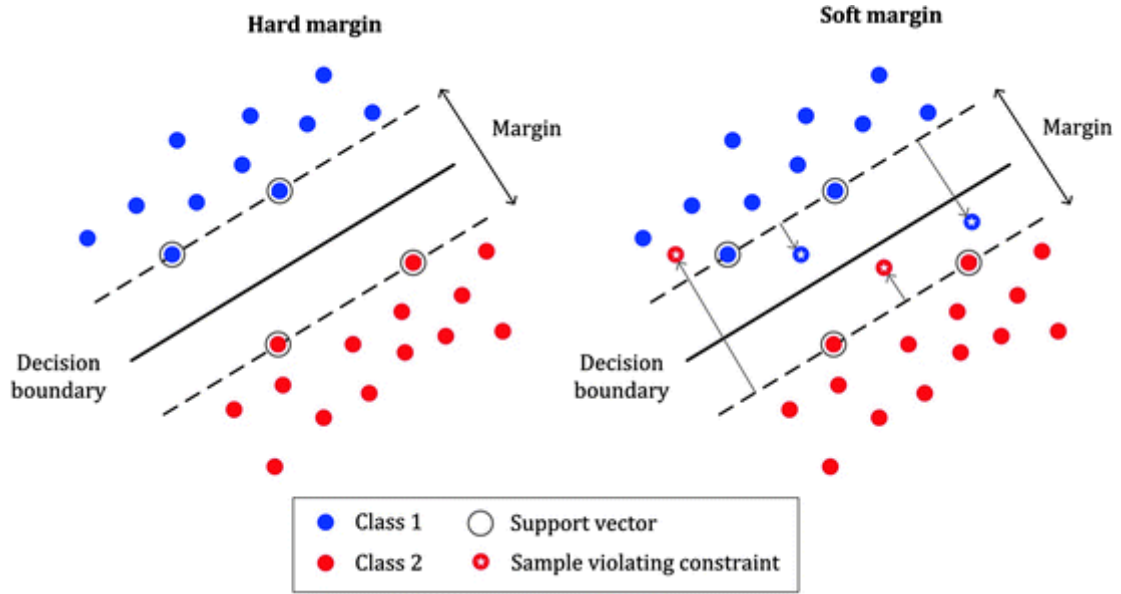 Hard margin
Margin
Decision
boundary
Soft margin
Margin
Decision
boundary
Class 1
Support vector
Class 2
Sample violating constraint